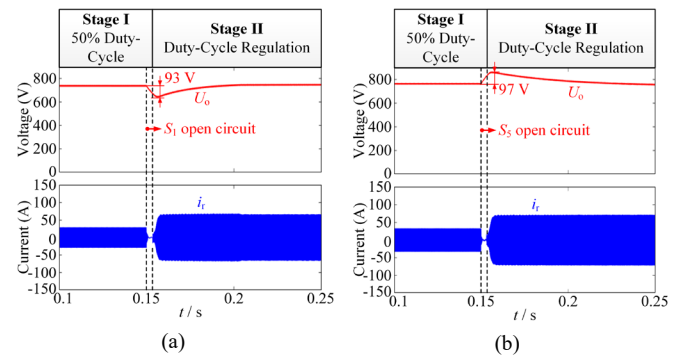 Stage I
50% Duty-
Cycle
Stage II
Duty-Cycle Regulation
Voltage (V)
800
600
400
200
0
93 V
Uo
S1 open circuit
Current (A)
150
100
50
0
-50
-100
-150
ir
0.1
0.15
0.2
0.25
t / s
(a)
Stage I
50% Duty-
Cycle
Stage II
Duty-Cycle Regulation
Voltage (V)
800
600
400
200
0
97 V
Uo
S5 open circuit
Current (A)
150
100
50
0
-50
-100
-150
ir
0.1
0.15
0.2
0.25
t / s
(b)